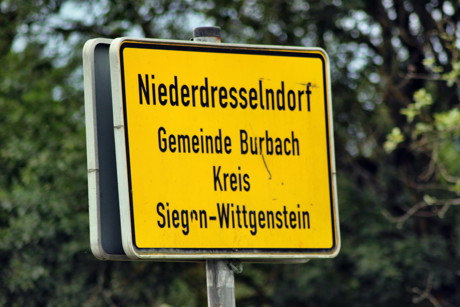 Niederdresselndorf
Gemeinde Burbach
Kreis
Siegen-Wittgenstein